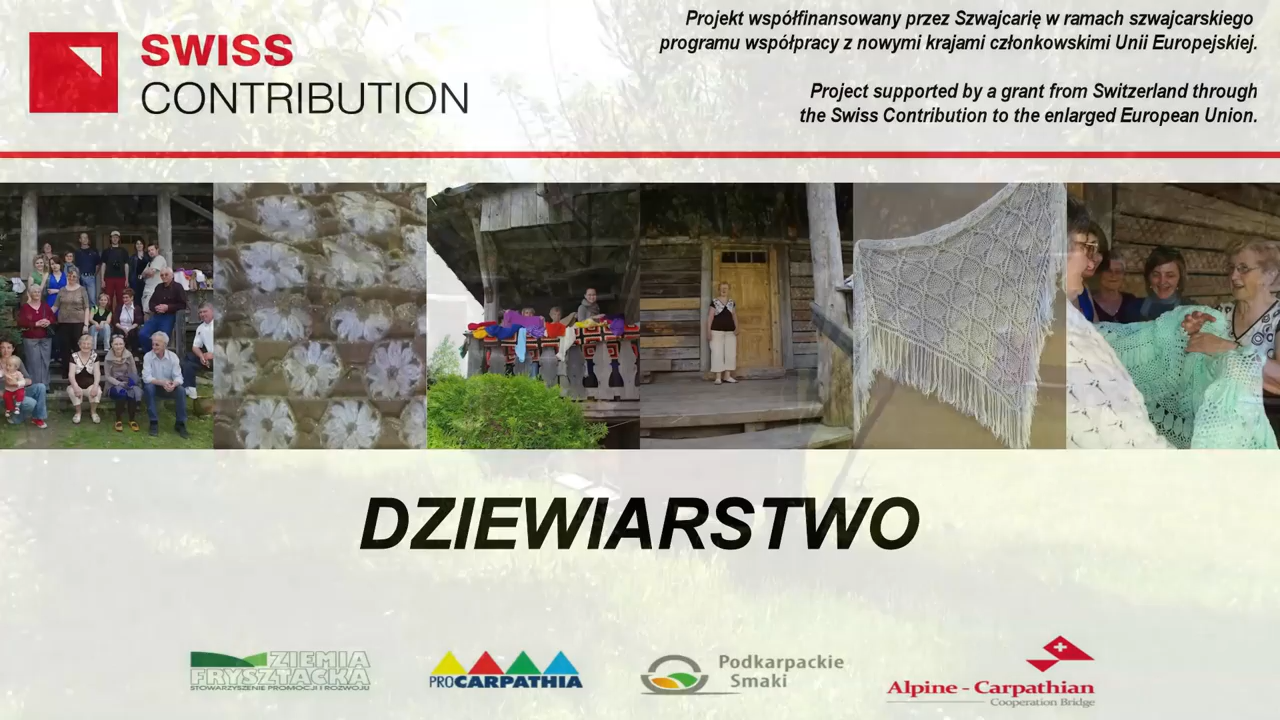 SWISS
CONTRIBUTION
Projekt współfinansowany przez Szwajcarię w ramach szwajcarskiego
programu współpracy z nowymi krajami członkowskimi Unii Europejskiej.
Project supported by a grant from Switzerland through
the Swiss Contribution to the enlarged European Union.
DZIEWIARSTWO
ZIEMIA
FRYSZTACKA
STOWARZYSZENIE PROMOCJI I ROZWOJU
PROCARPATHIA
Podkarpackie
Smaki
Alpine - Carpathian
Cooperation Bridge